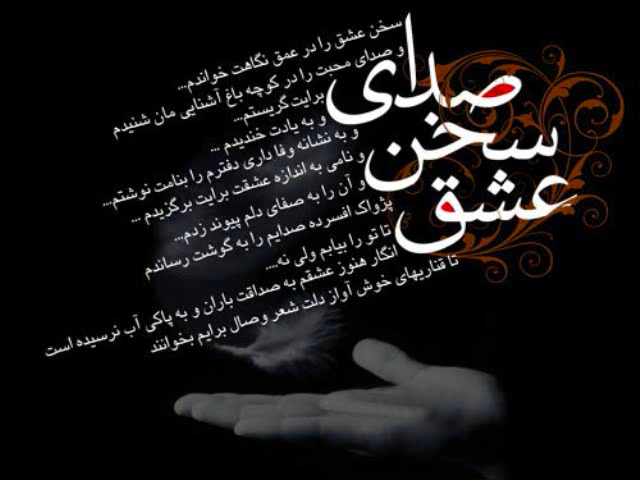 صدای
سخن
عشق
سخن عشق را در عمق نگاهت خواندم...
و صدای محبت را در کوچه باغ آشنایی مان شنیدم
برایت گریستم...
و به یادت خندیدم ...
و به نشانه وفا داری دفترم را بنامت نوشتم...
و نامی به اندازه عشقت برایت برگزیدم ...
و آن را به صفای دلم پیوند زدم...
پژواک افسرده صدایم را به گوشت رساندم
تا تو را بیابم ولی نه....
انگار هنوز عشقم به صداقت باران و به پاکی آب نرسیده است
تا قناریهای خوش آواز دلت شعر وصال برایم بخوانند